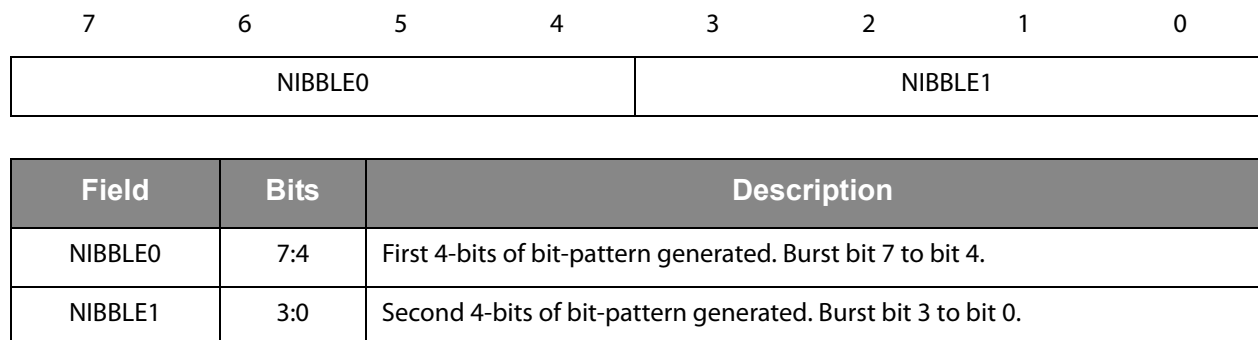 7 6 5 4 3 2 1 0
NIBBLE0 NIBBLE1
Field Bits Description
NIBBLE0 7:4 First 4-bits of bit-pattern generated. Burst bit 7 to bit 4.
NIBBLE1 3:0 Second 4-bits of bit-pattern generated. Burst bit 3 to bit 0.